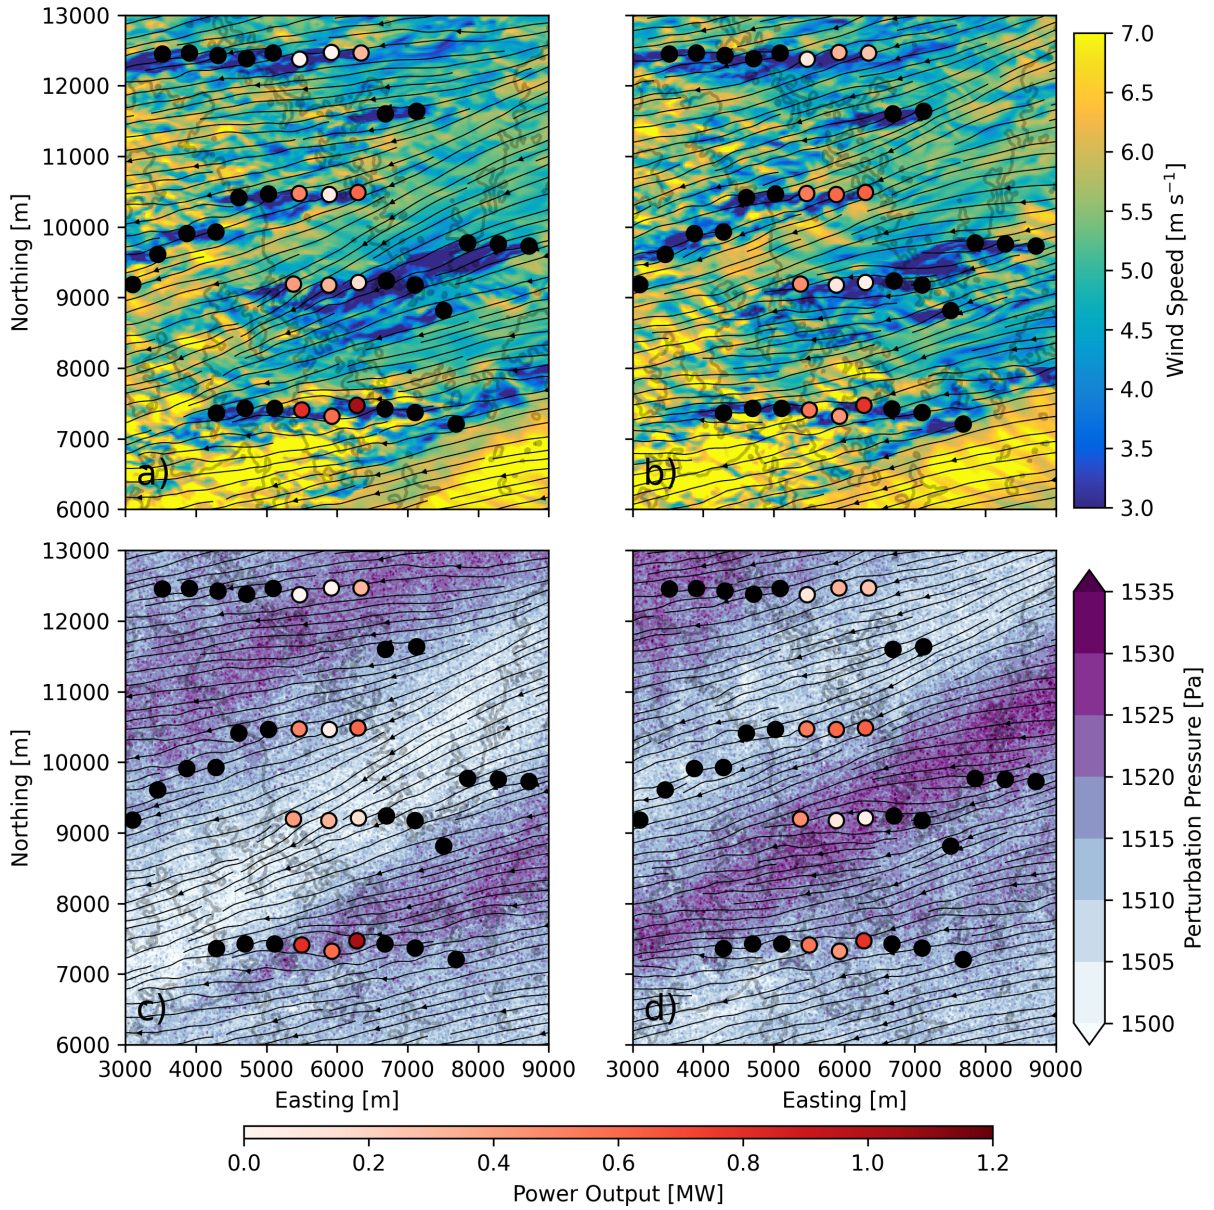 13000
12000
11000
10000
9000
8000
7000
6000
Northing [m]
a)
b)
7.0
6.5
6.0
5.5
5.0
4.5
4.0
3.5
3.0
Wind Speed [m s⁻¹]
13000
12000
11000
10000
9000
8000
7000
6000
Northing [m]
c)
d)
3000 4000 5000 6000 7000 8000 9000
3000 4000 5000 6000 7000 8000 9000
Easting [m]
Easting [m]
1535
1530
1525
1520
1515
1510
1505
1500
Perturbation Pressure [Pa]
0.0 0.2 0.4 0.6 0.8 1.0 1.2
Power Output [MW]